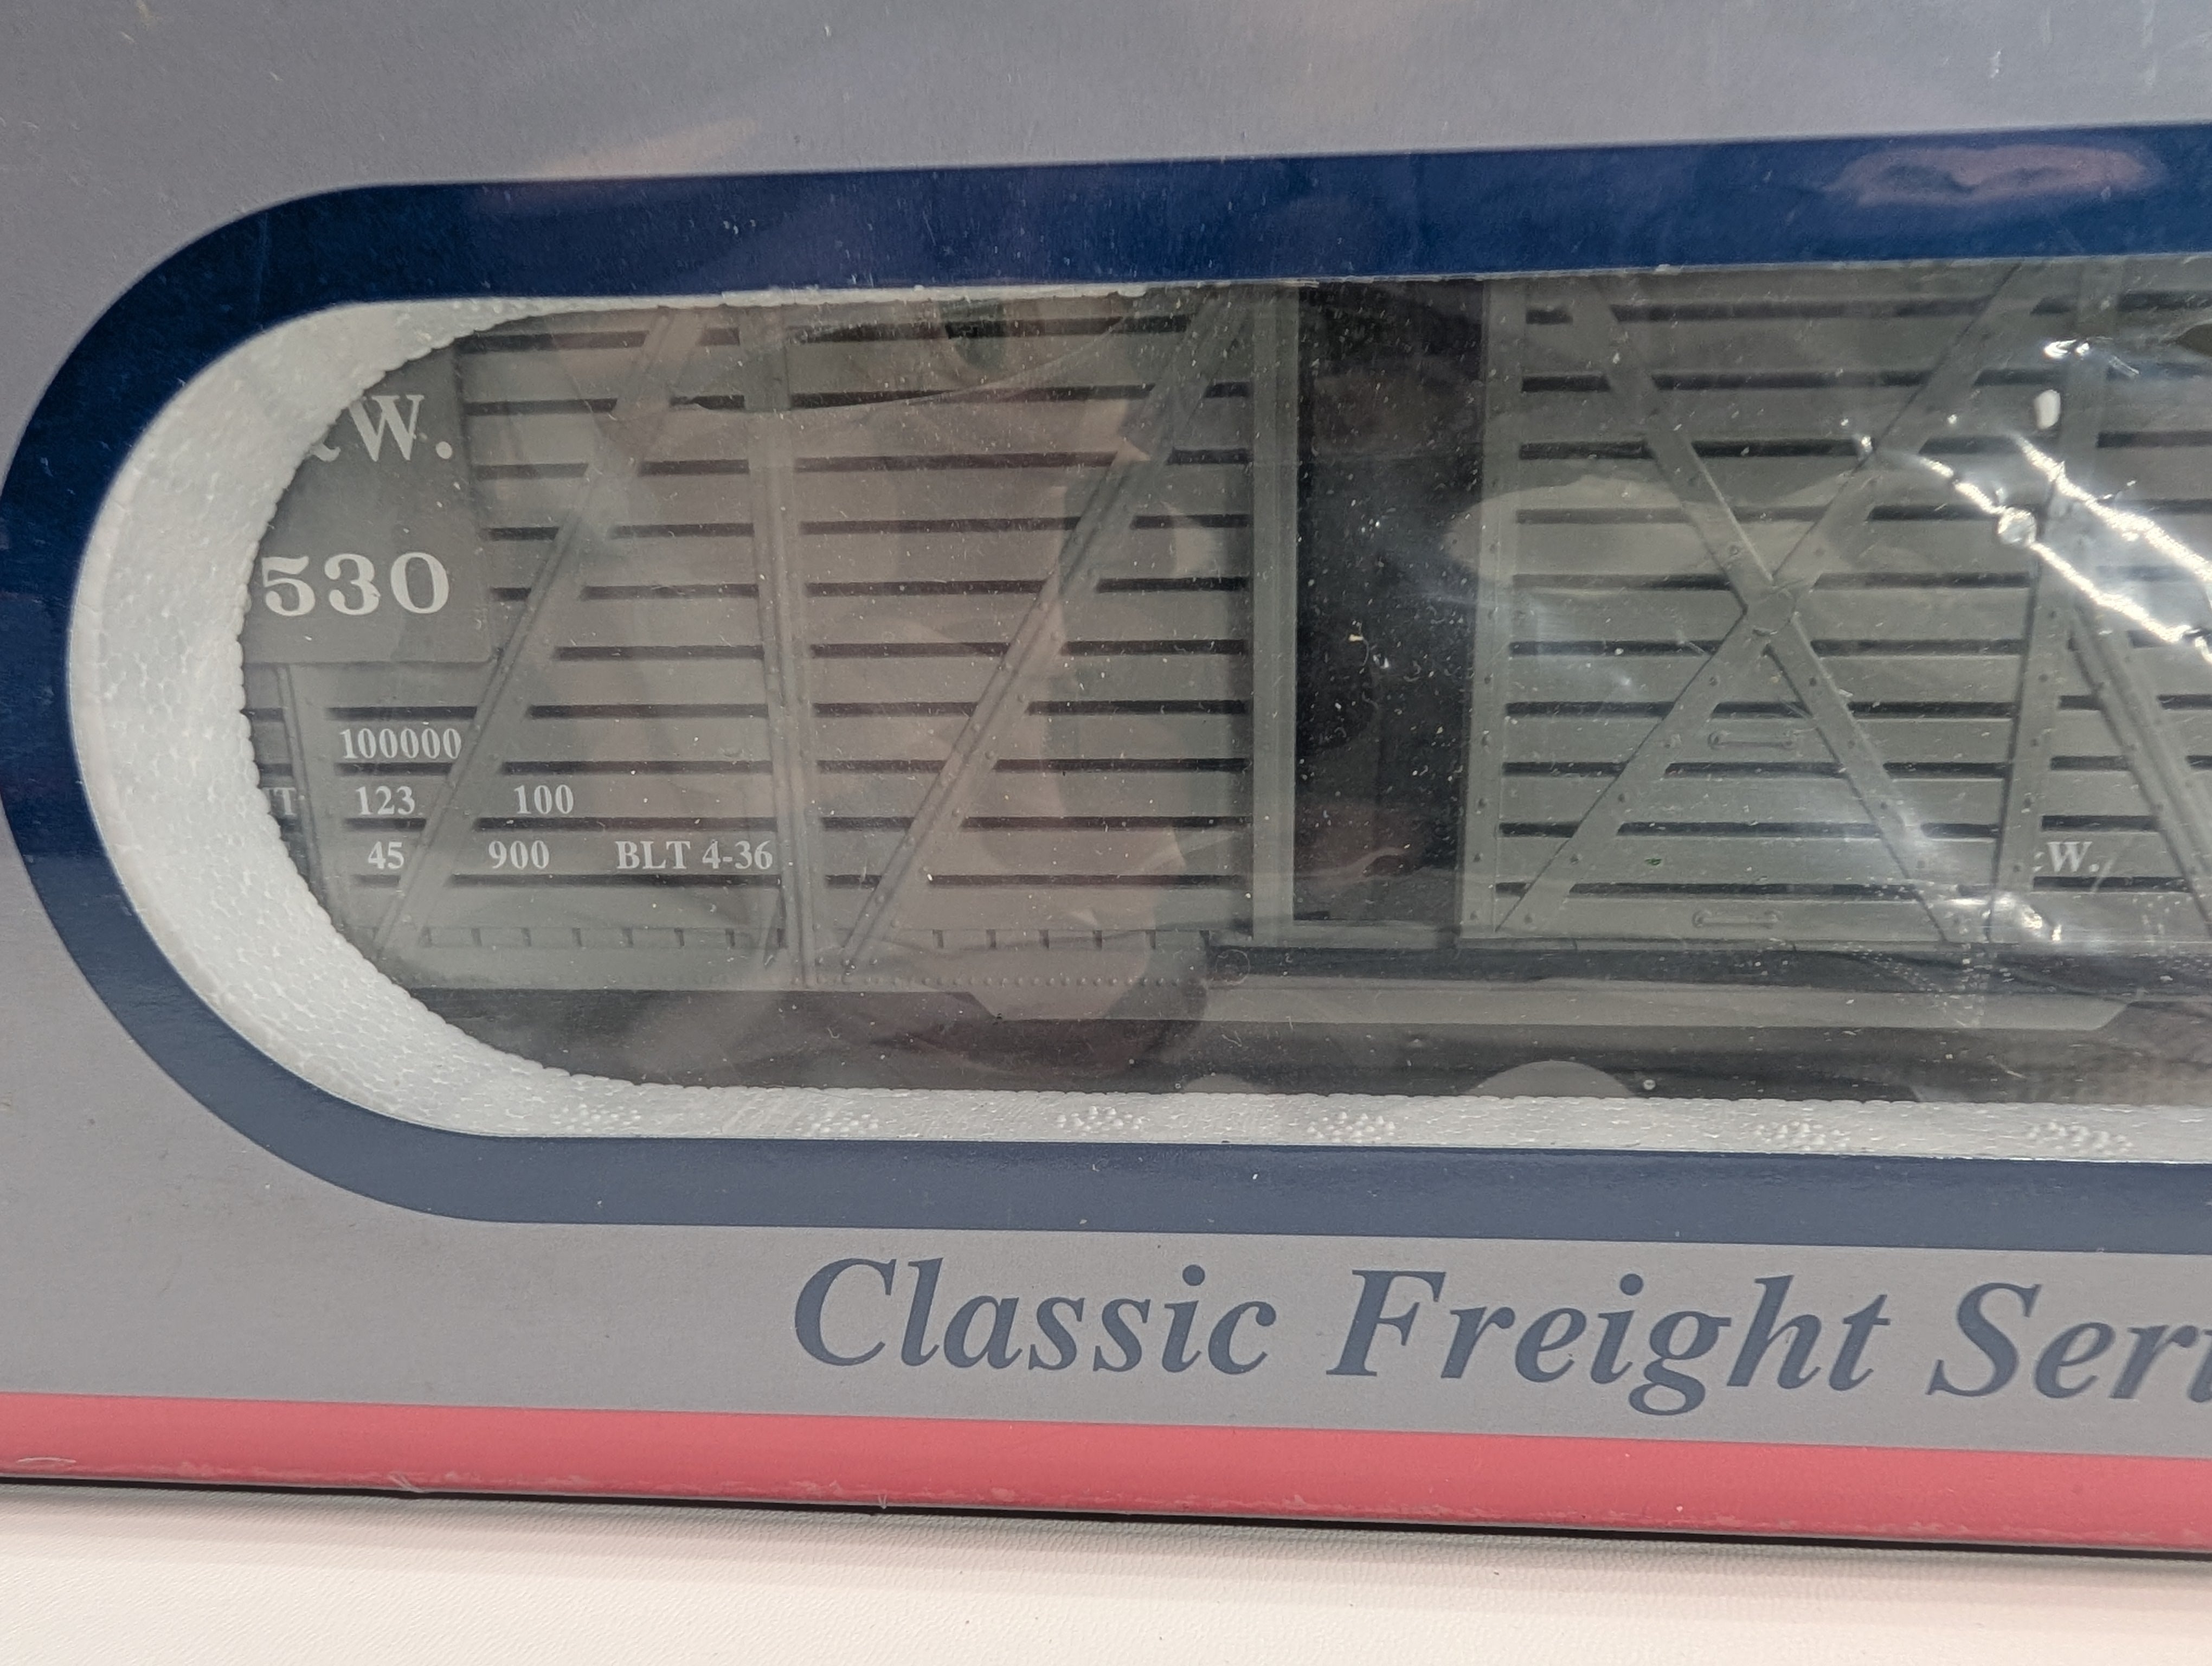 W.
530
100000
123 100
45 900 BLT 4-36
W.
Classic Freight Seri